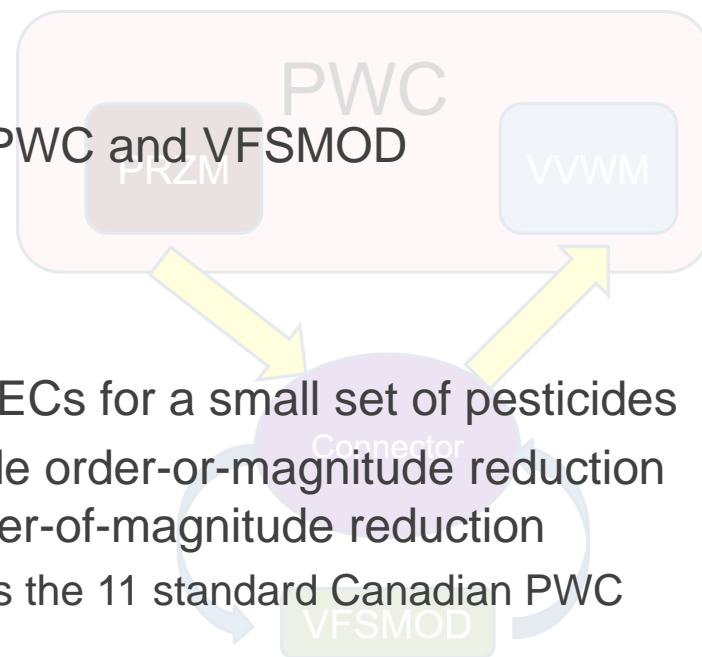 PWC
PWC and VFSMOD
PRZM
VVWM
ECs for a small set of pesticides
Connector
le order-or-magnitude reduction
er-of-magnitude reduction
s the 11 standard Canadian PWC
VFSMOD